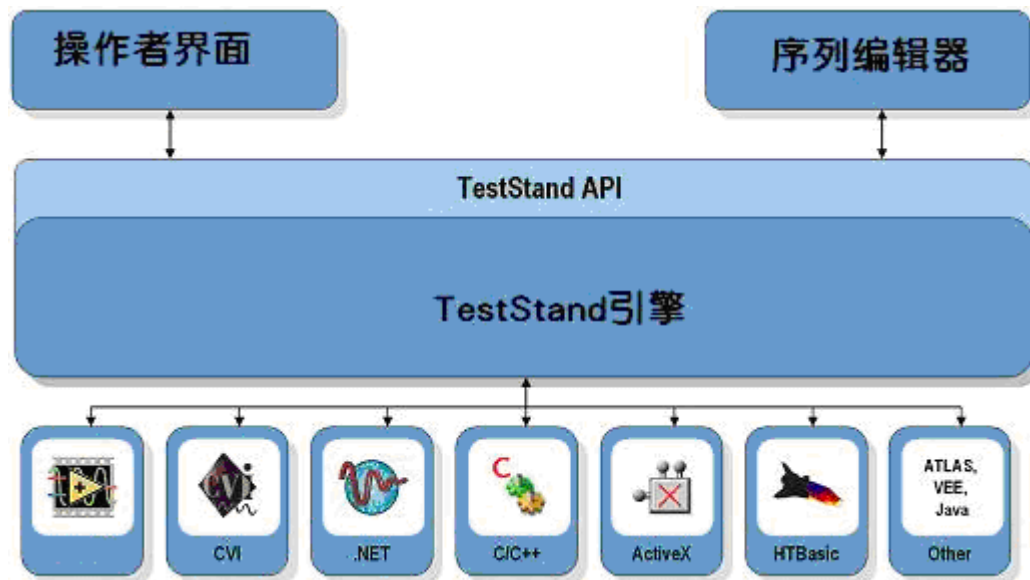 操作者界面
序列编辑器
TestStand API
TestStand引擎
CVI
CVI
.NET
C
C/C++
ActiveX
HTBasic
ATLAS,
VEE,
Java
Other